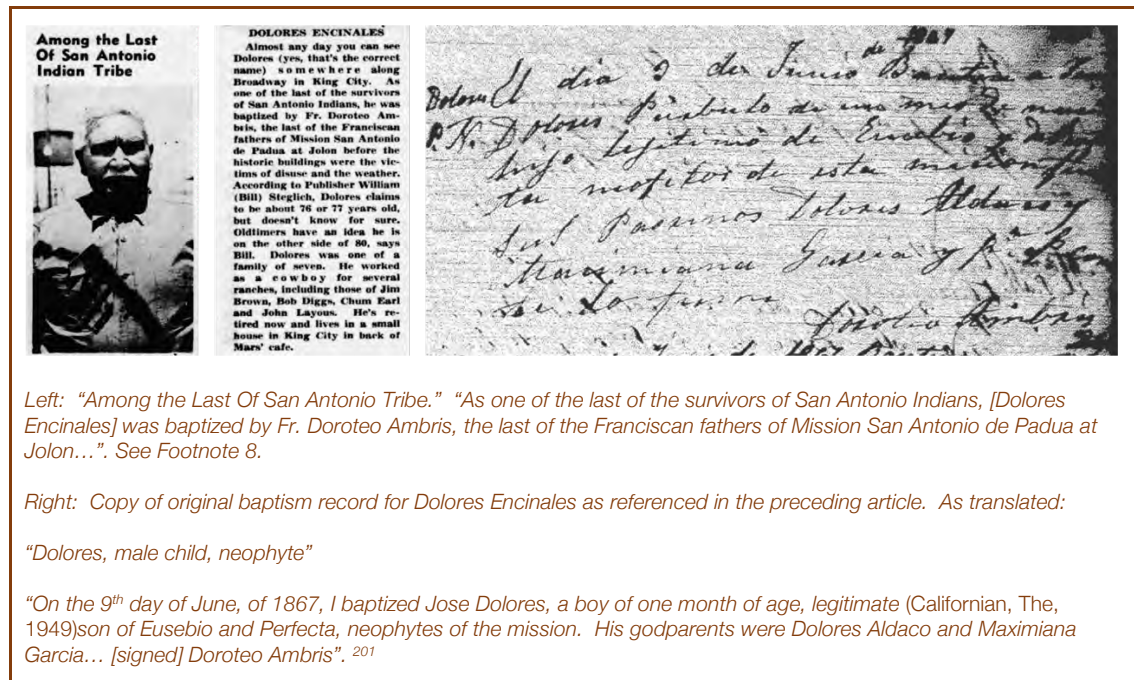 Among the Last
Of San Antonio
Indian Tribe
DOLORES ENCINALES
Almost any day you can see
Dolores (yes, that's the correct
name) somewhere along
Broadway in King City. As
one of the last of the survivors
of San Antonio Indians, he was
baptized by Fr. Doroteo Am-
bris, the last of the Franciscan
fathers of Mission San Antonio
de Padua at Jolon before the
historic buildings were the vic-
tims of disuse and the weather.
According to Publisher William
(Bill) Steglich, Dolores claims
to be about 76 or 77 years old,
but doesn't know for sure.
Oldtimers have an idea he is
on the other side of 80, says
Bill. Dolores was one of a
family of seven. He worked
as a cowboy for several
ranches, including those of Jim
Brown, Bob Diggs, Chum Earl
and John Layous. He's re-
tired now and lives in a small
house in King City in back of
Mars' cafe.
de 1867
El dia 9 de Junio
Dolores
P. N. Dolores Parbulo de un mes de
hijo legitimo de Eusebio
de esta mision
sus Padrinos Dolores Aldaco y
Maximiana Garcia y
Doroteo Ambris
Left: “Among the Last Of San Antonio Tribe.” “As one of the last of the survivors of San Antonio Indians, [Dolores
Encinales] was baptized by Fr. Doroteo Ambris, the last of the Franciscan fathers of Mission San Antonio de Padua at
Jolon…”. See Footnote 8.
Right: Copy of original baptism record for Dolores Encinales as referenced in the preceding article. As translated:
“Dolores, male child, neophyte”
“On the 9th day of June, of 1867, I baptized Jose Dolores, a boy of one month of age, legitimate (Californian, The,
1949)son of Eusebio and Perfecta, neophytes of the mission. His godparents were Dolores Aldaco and Maximiana
Garcia… [signed] Doroteo Ambris”. 201